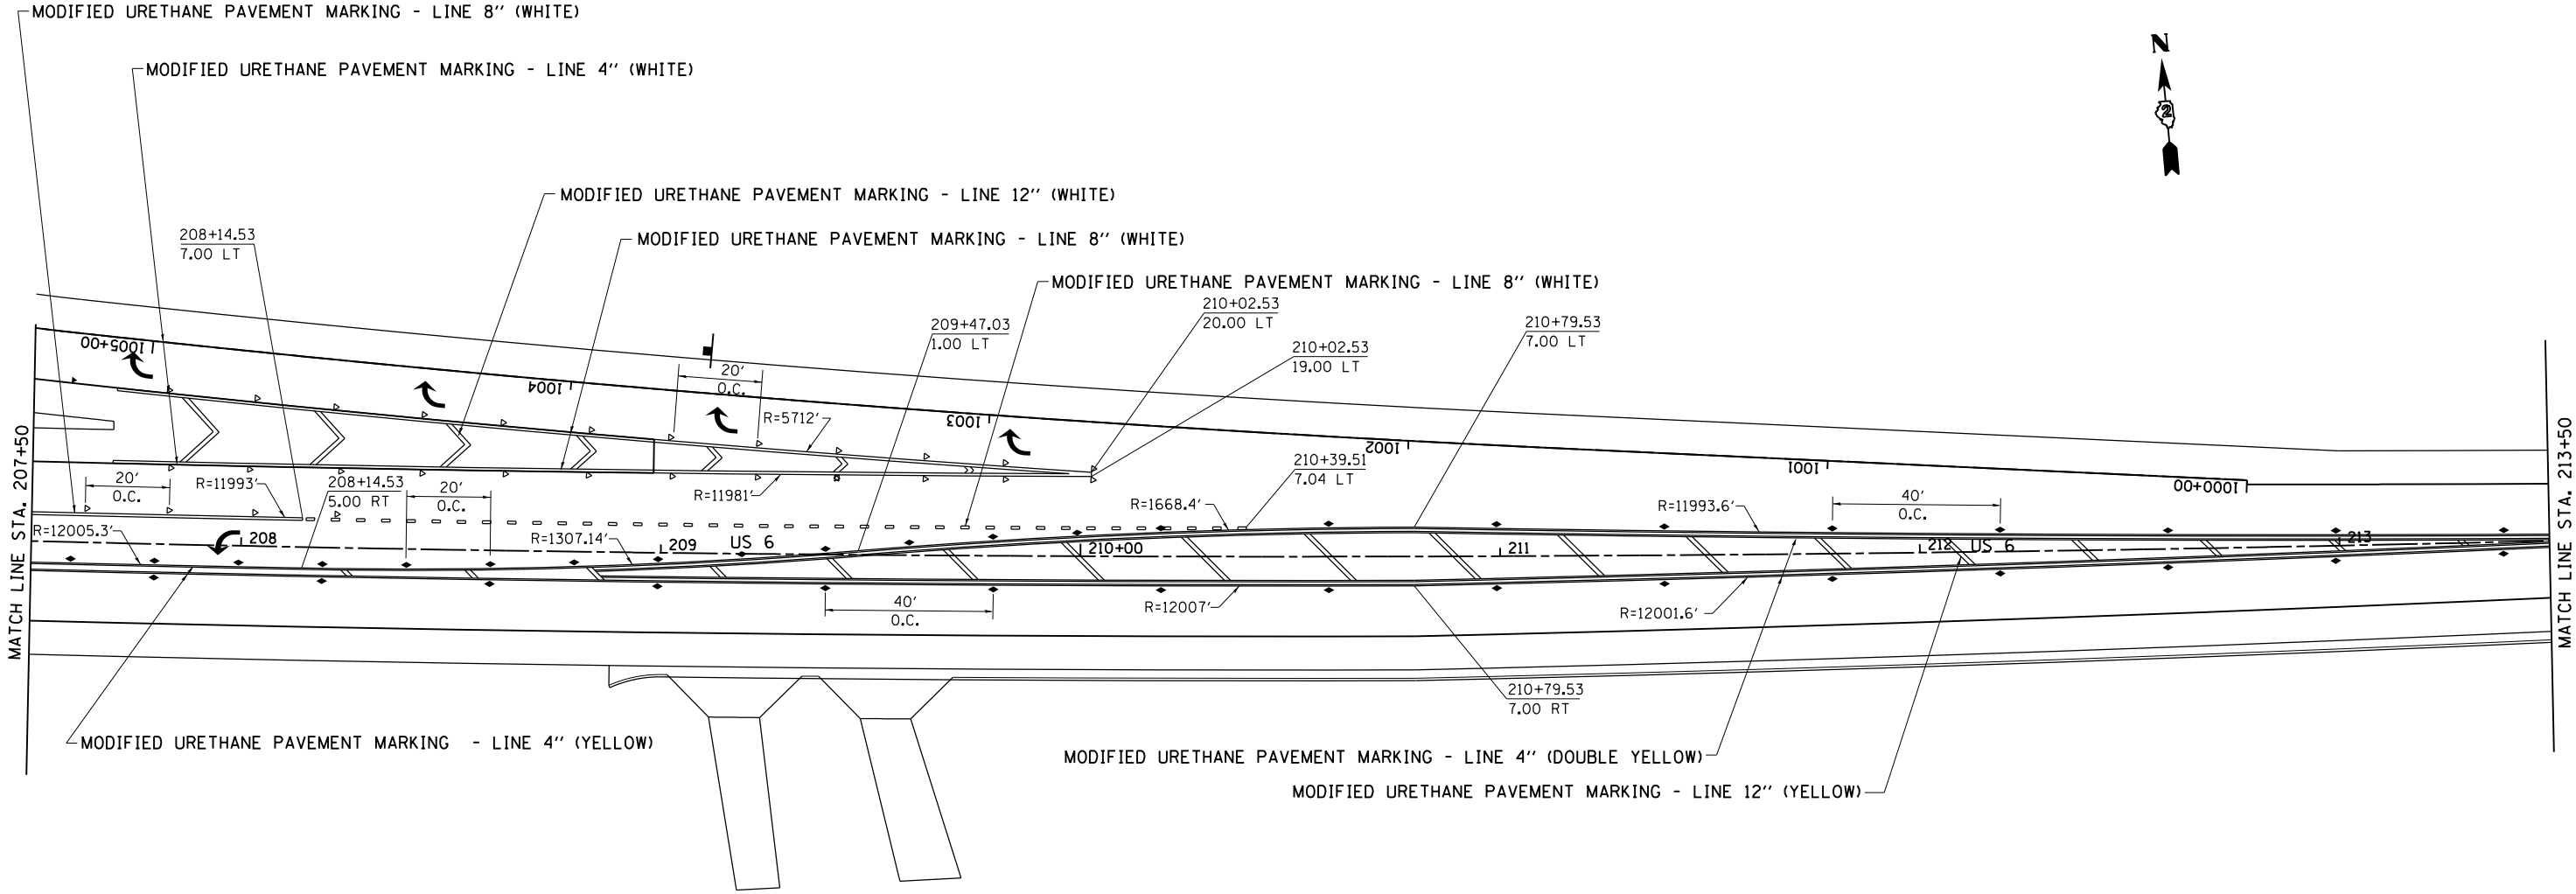 MODIFIED URETHANE PAVEMENT MARKING - LINE 8'' (WHITE)
N
MODIFIED URETHANE PAVEMENT MARKING - LINE 4'' (WHITE)
2
MODIFIED URETHANE PAVEMENT MARKING - LINE 12'' (WHITE)
208+14.53
7.00 LT
MODIFIED URETHANE PAVEMENT MARKING - LINE 8'' (WHITE)
MODIFIED URETHANE PAVEMENT MARKING - LINE 8'' (WHITE)
210+02.53
20.00 LT
209+47.03
1.00 LT
210+79.53
7.00 LT
210+02.53
19.00 LT
1005+00
1004
20'
O.C.
R=5712'
1003
1002
1001
1000+00
210+39.51
7.04 LT
20'
O.C.
R=11993'
208+14.53
5.00 RT
20'
O.C.
R=11981'
R=1668.4'
R=11993.6'
40'
O.C.
R=12005.3'
208
R=1307.14'
209
US 6
210+00
211
212
US 6
213
40'
O.C.
R=12007'
R=12001.6'
MATCH LINE STA. 207+50
MATCH LINE STA. 213+50
210+79.53
7.00 RT
MODIFIED URETHANE PAVEMENT MARKING - LINE 4'' (YELLOW)
MODIFIED URETHANE PAVEMENT MARKING - LINE 4'' (DOUBLE YELLOW)
MODIFIED URETHANE PAVEMENT MARKING - LINE 12'' (YELLOW)